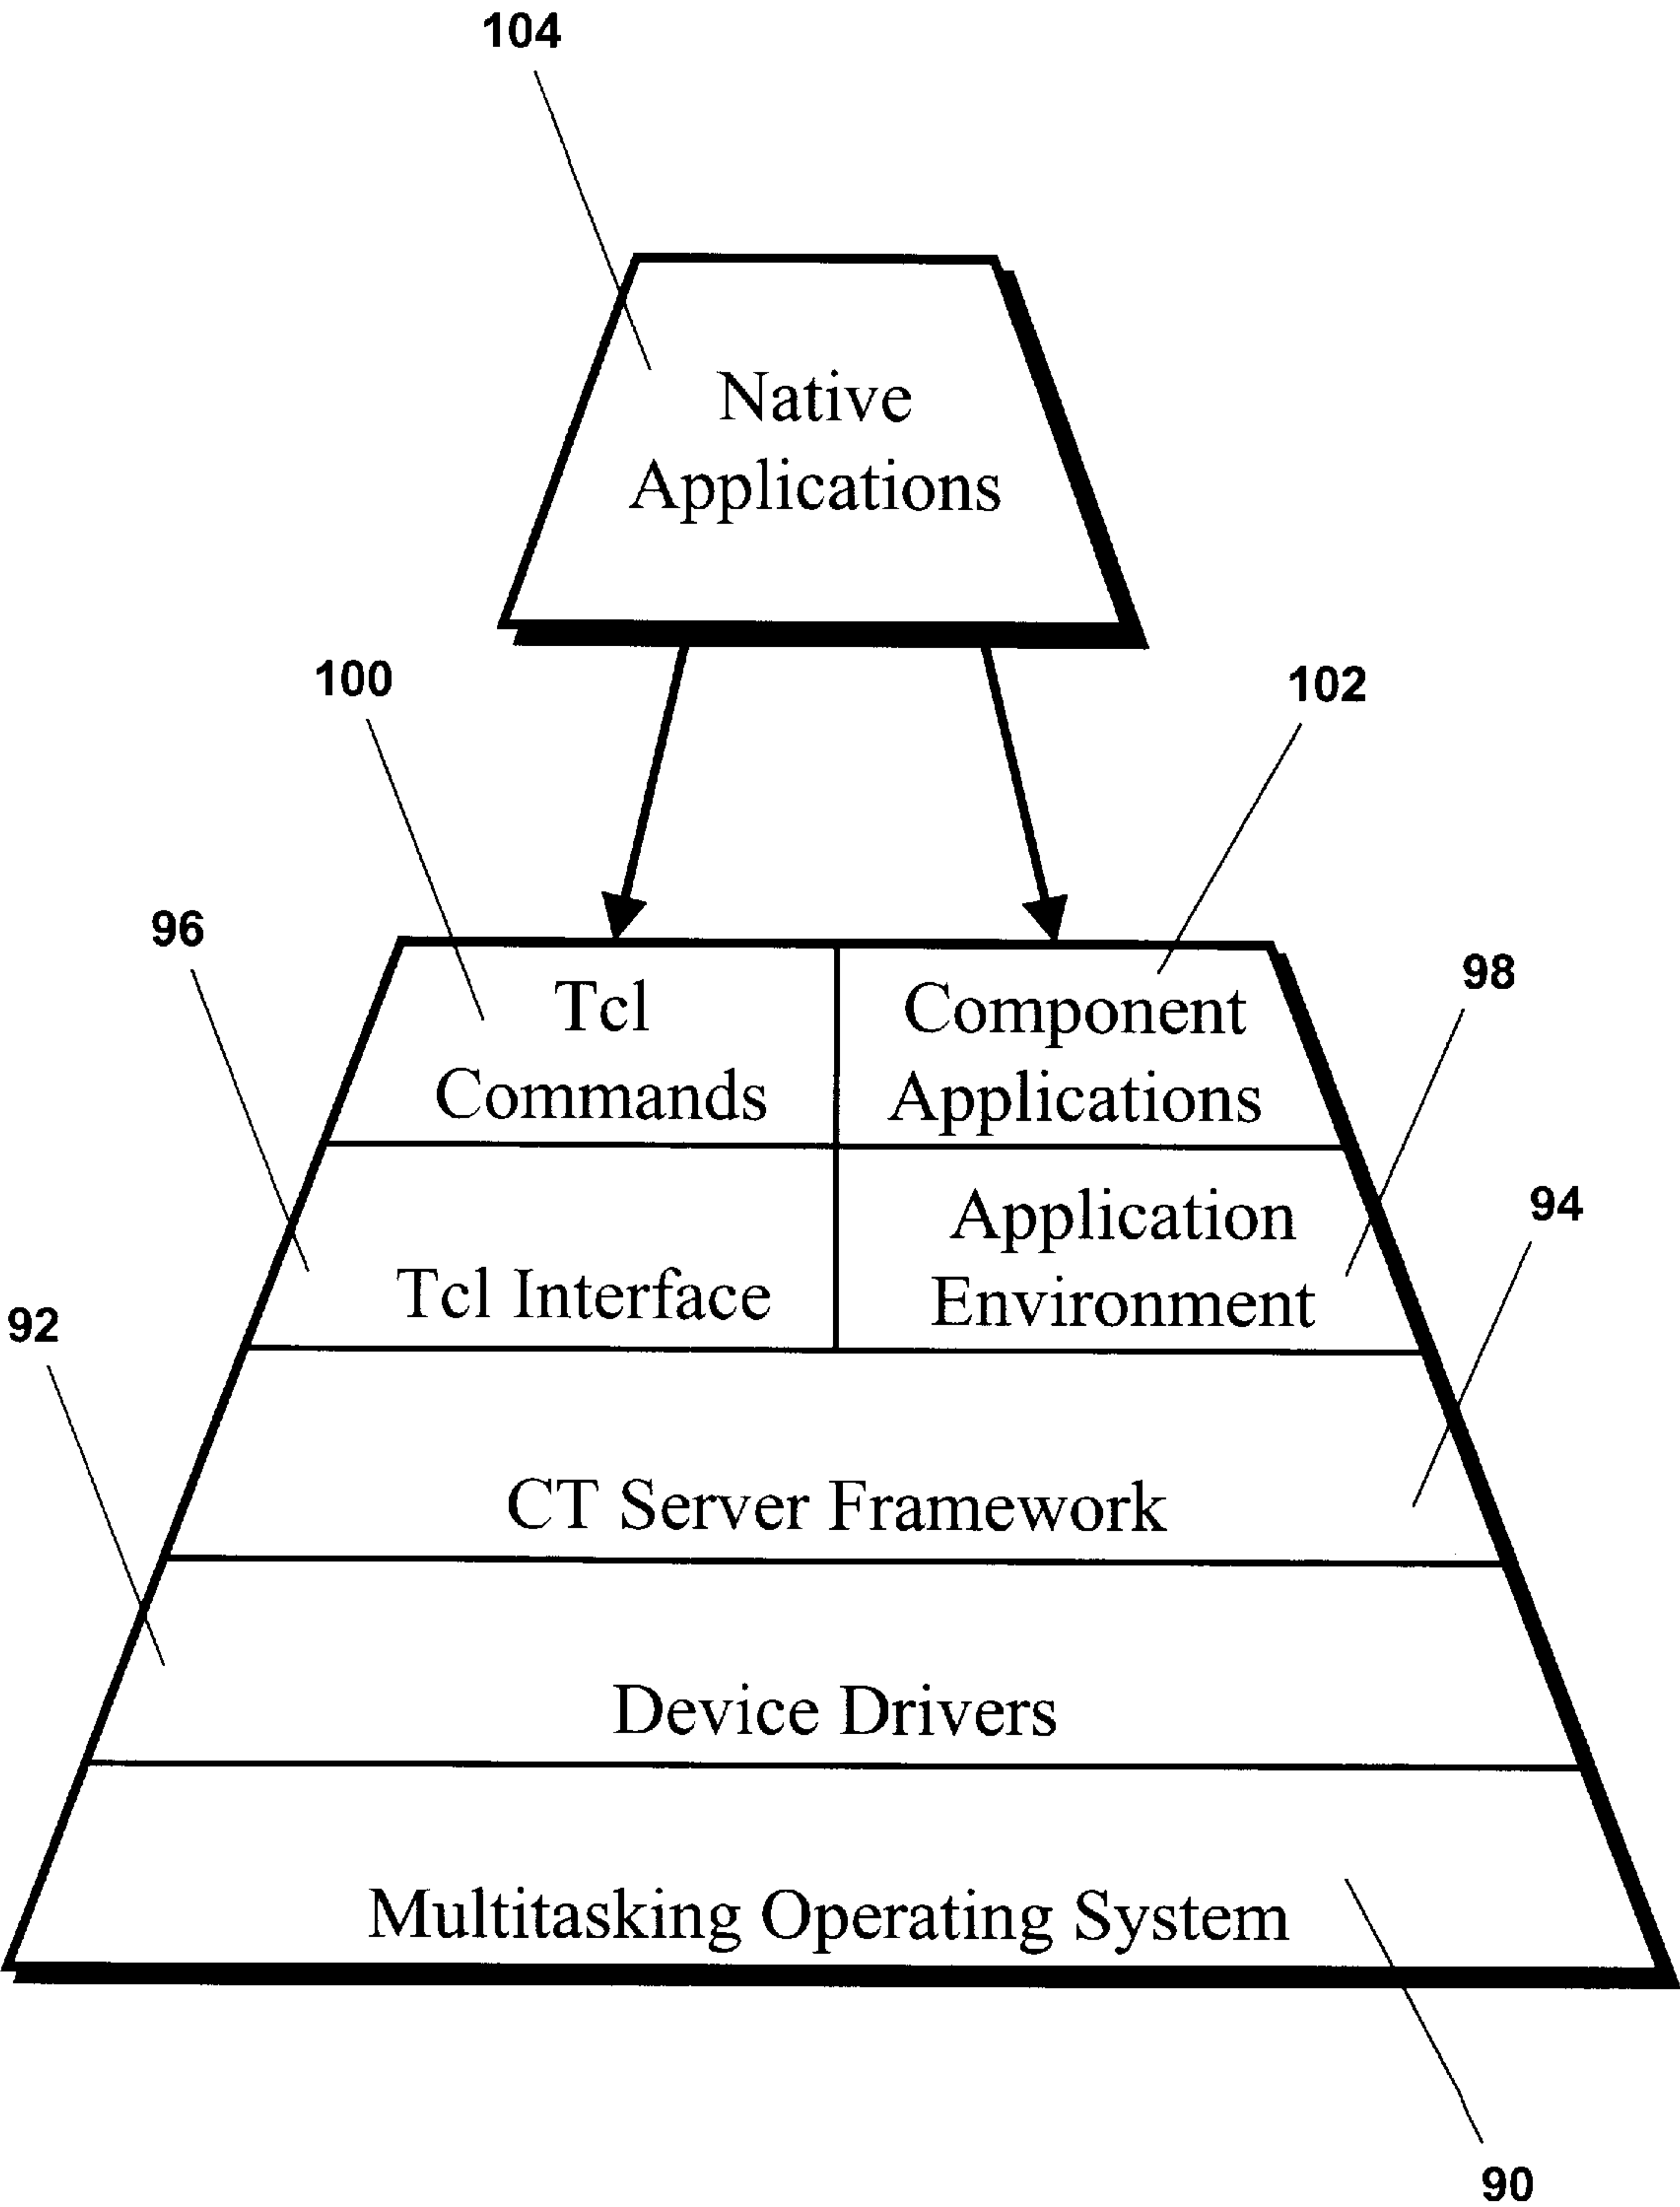 104
Native
Applications
100
102
96
98
Tcl
Commands
Component
Applications
94
Tcl Interface
Application
Environment
92
CT Server Framework
Device Drivers
Multitasking Operating System
90